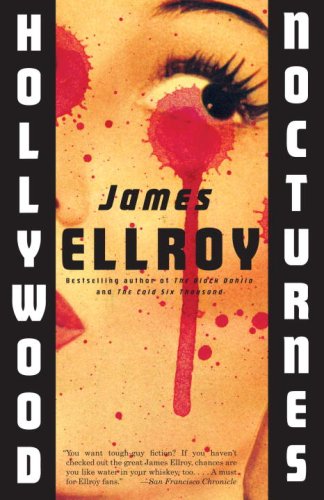 HOLLYWOOD
NOCTURNES
James
ELLROY
Bestselling author of The Black Dahlia
and The Cold Six Thousand
"You want tough-guy fiction? If you haven't
checked out the great James Ellroy, chances are
you like water in your whiskey, too. . . . A must
for Ellroy fans." —San Francisco Chronicle